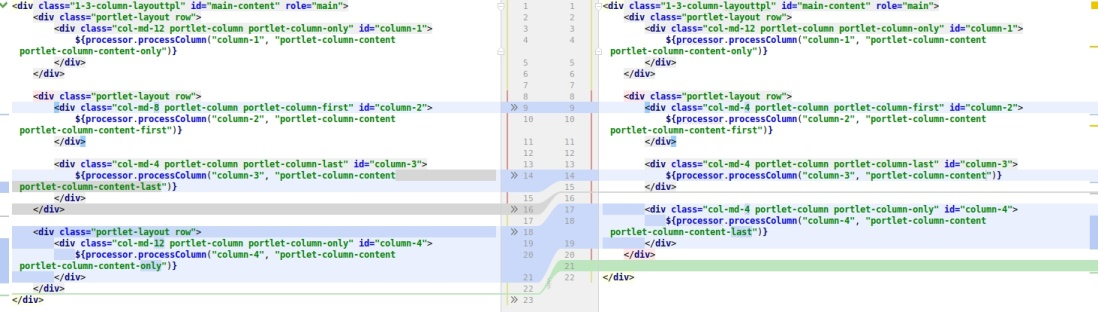 <div class="1-3-column-layouttpl" id="main-content" role="main">
<div class="portlet-layout row">
<div class="col-md-12 portlet-column portlet-column-only" id="column-1">
${processor.processColumn("column-1", "portlet-column-content
portlet-column-content-only")}
</div>
</div>
<div class="portlet-layout row">
<div class="col-md-8 portlet-column portlet-column-first" id="column-2">
${processor.processColumn("column-2", "portlet-column-content
portlet-column-content-first")}
</div>
<div class="col-md-4 portlet-column portlet-column-last" id="column-3">
${processor.processColumn("column-3", "portlet-column-content
portlet-column-content-last")}
</div>
</div>
<div class="portlet-layout row">
<div class="col-md-12 portlet-column portlet-column-only" id="column-4">
${processor.processColumn("column-4", "portlet-column-content
portlet-column-content-only")}
</div>
</div>
</div>
1 1
2 2
3 3
4 4
5 5
6 6
7 7
8 8
9 9
10 10
11 11
12 12
13 13
14 14
15
15 16
16 17
17 18
18
19 19
20 20
21
21 22
22
23
<div class="1-3-column-layouttpl" id="main-content" role="main">
<div class="portlet-layout row">
<div class="col-md-12 portlet-column portlet-column-only" id="column-1">
${processor.processColumn("column-1", "portlet-column-content
portlet-column-content-only")}
</div>
</div>
<div class="portlet-layout row">
<div class="col-md-4 portlet-column portlet-column-first" id="column-2">
${processor.processColumn("column-2", "portlet-column-content
portlet-column-content-first")}
</div>
<div class="col-md-4 portlet-column portlet-column-last" id="column-3">
${processor.processColumn("column-3", "portlet-column-content")}
</div>
<div class="col-md-4 portlet-column portlet-column-only" id="column-4">
${processor.processColumn("column-4", "portlet-column-content
portlet-column-content-last")}
</div>
</div>
</div>